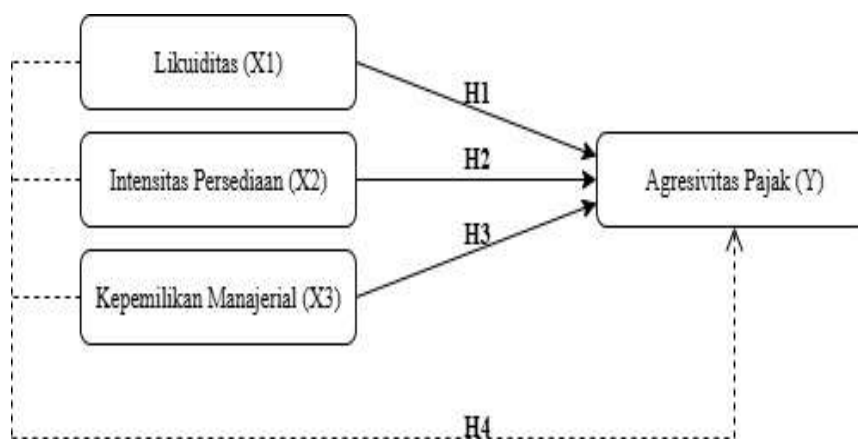 Likuiditas (X1)
H1
Intensitas Persediaan (X2)
H2
Agresivitas Pajak (Y)
H3
Kepemilikan Manajerial (X3)
H4